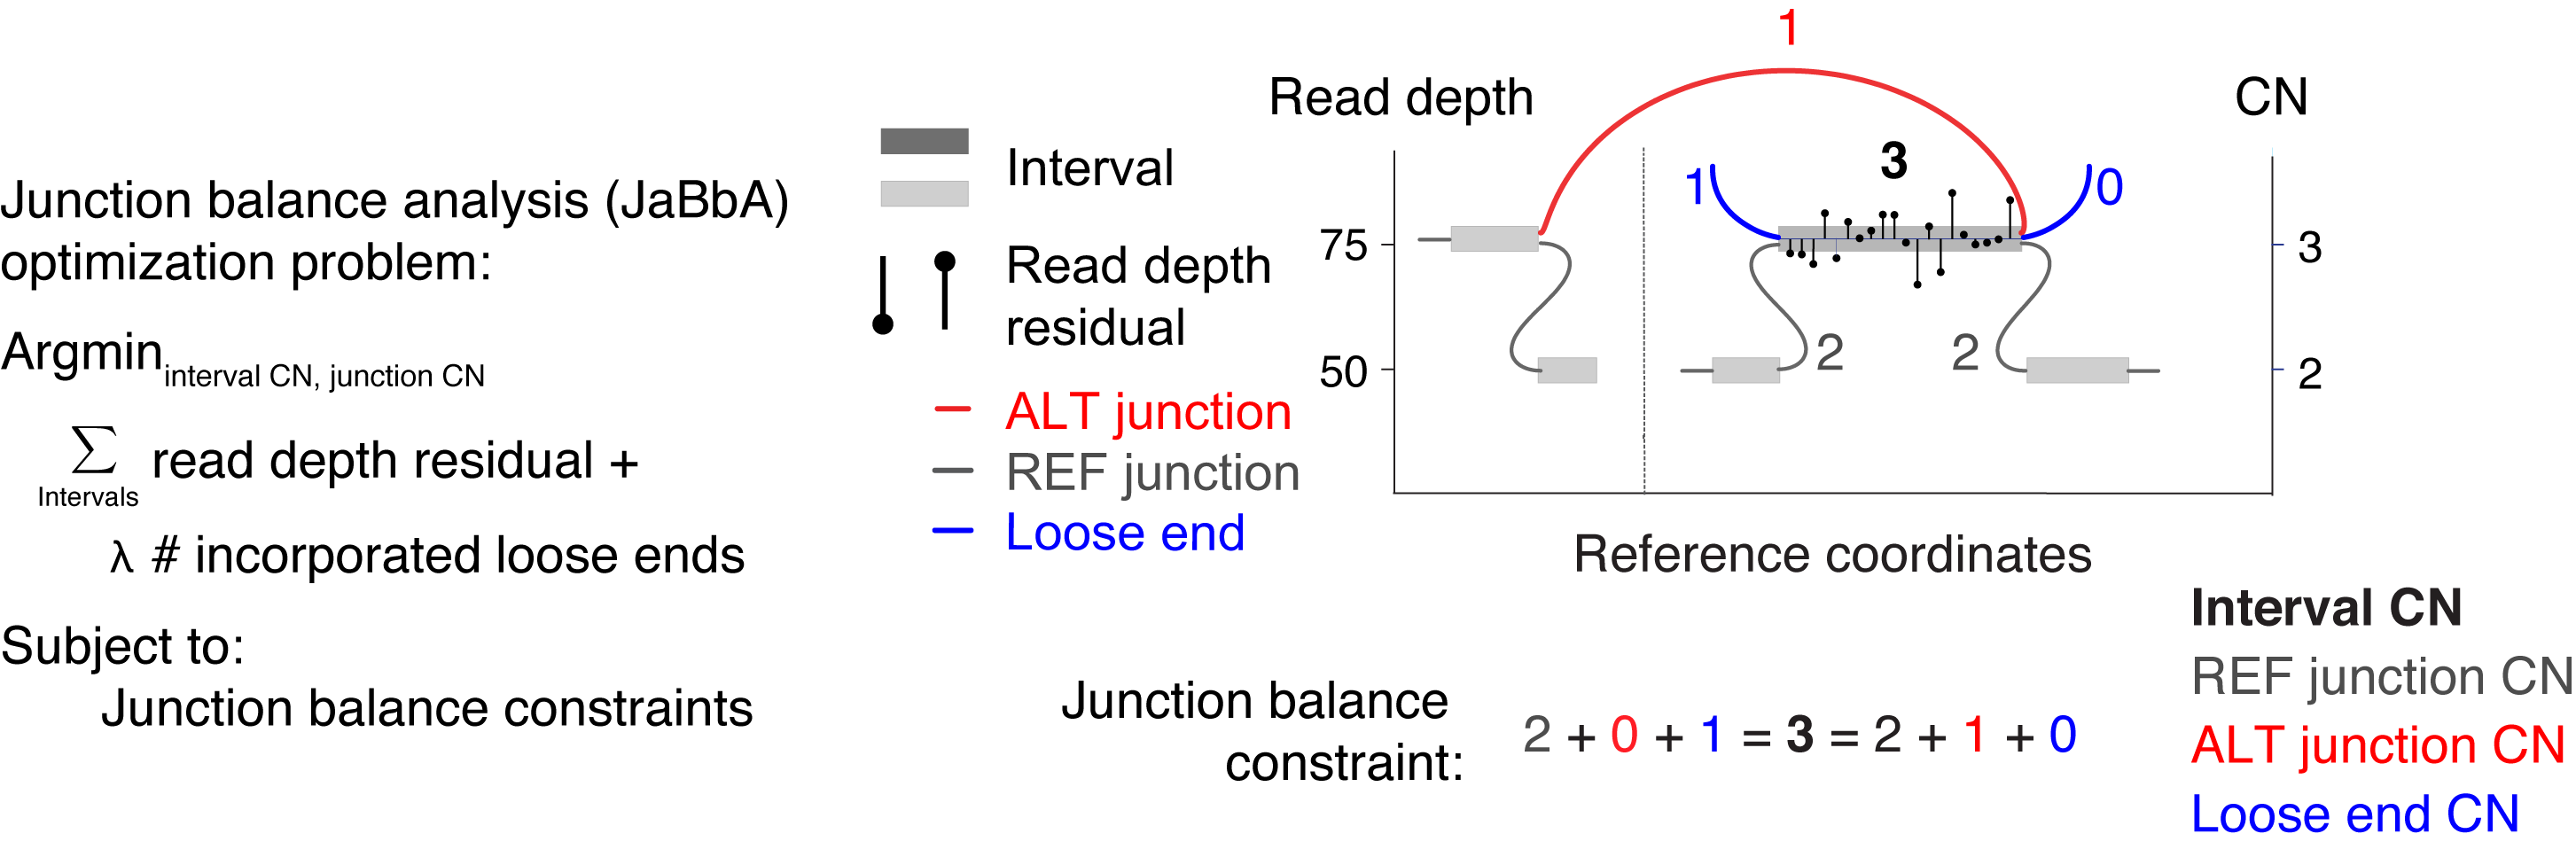 Junction balance analysis (JaBbA)
optimization problem:
Argmin interval CN, junction CN
∑ read depth residual +
Intervals
λ # incorporated loose ends
Subject to:
Junction balance constraints
Interval
Read depth
residual
ALT junction
REF junction
Loose end
1
Read depth
CN
3
1
0
75
3
2
2
50
2
Reference coordinates
Junction balance
constraint:
2 + 0 + 1 = 3 = 2 + 1 + 0
Interval CN
REF junction CN
ALT junction CN
Loose end CN